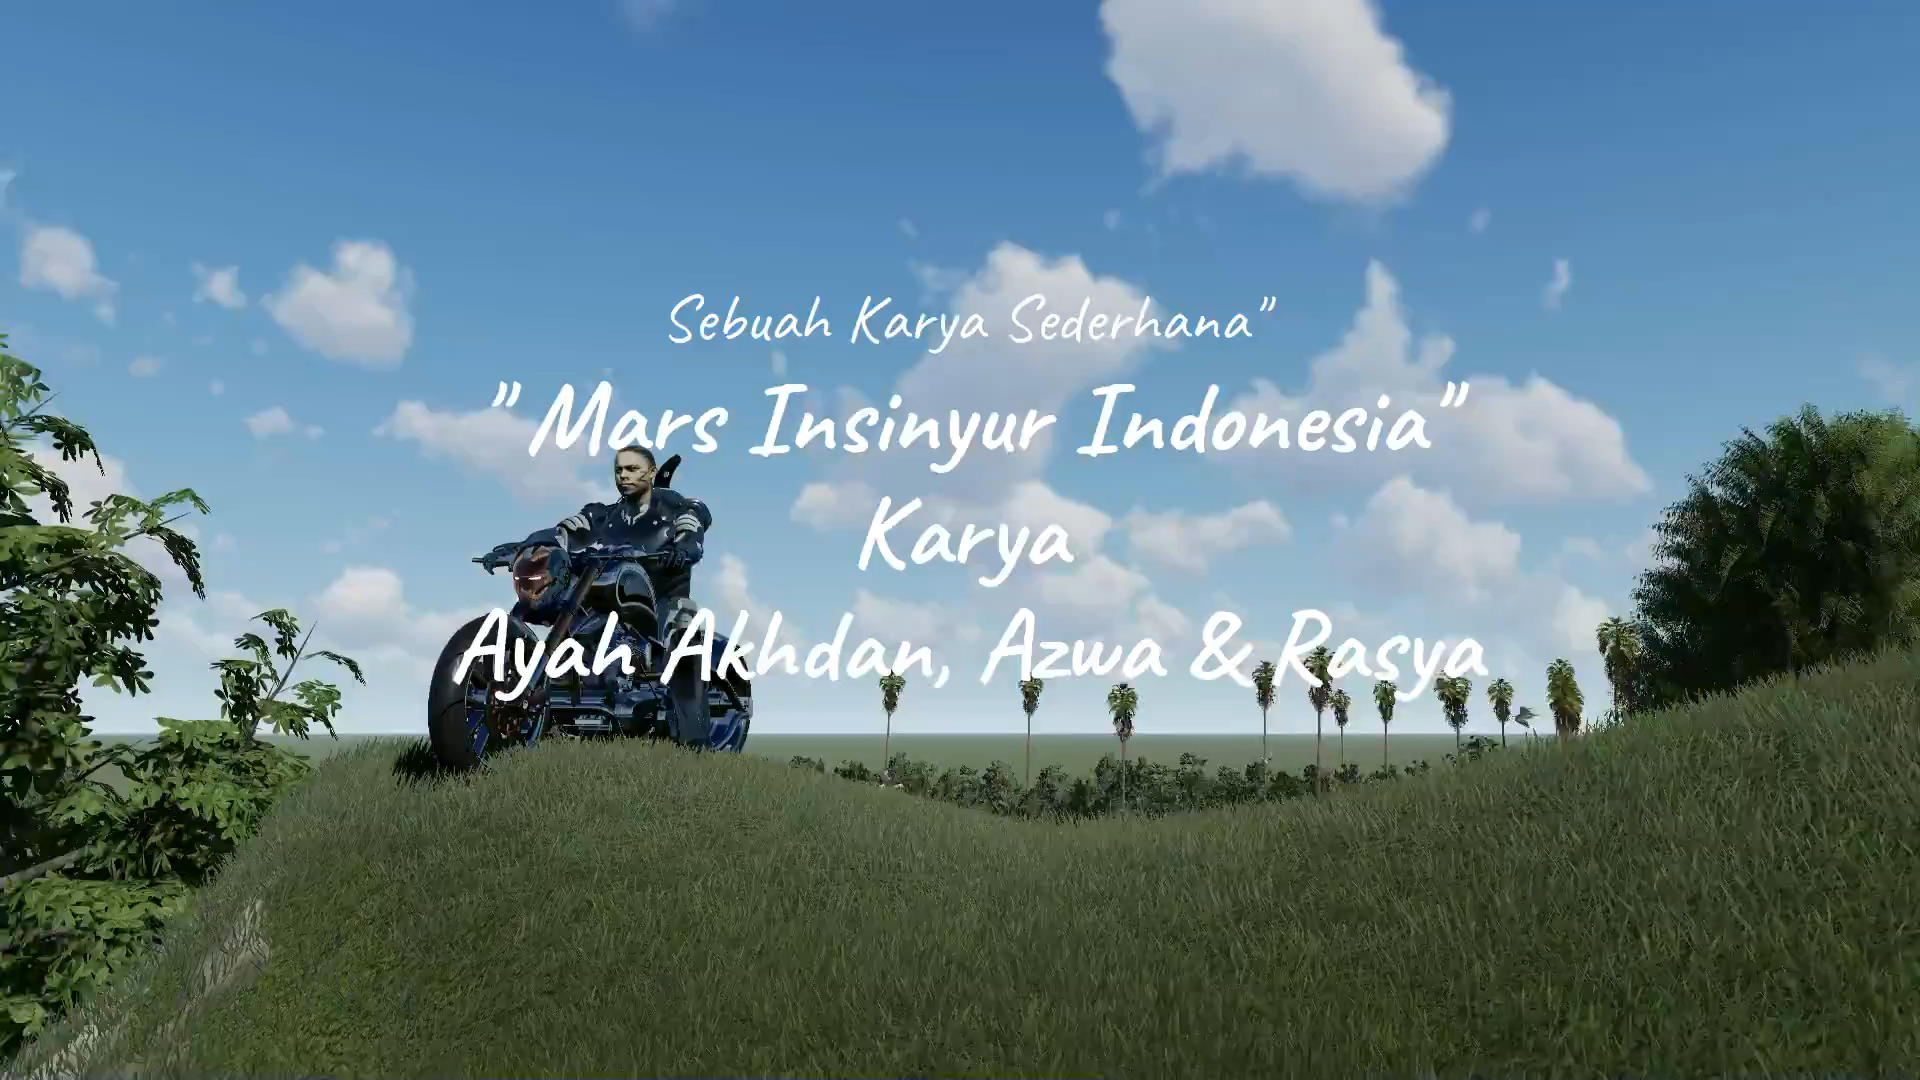 Sebuah Karya Sederhana"
"Mars Insinyur Indonesia"
Karya
Ayah Akhdan, Azwa & Rasya